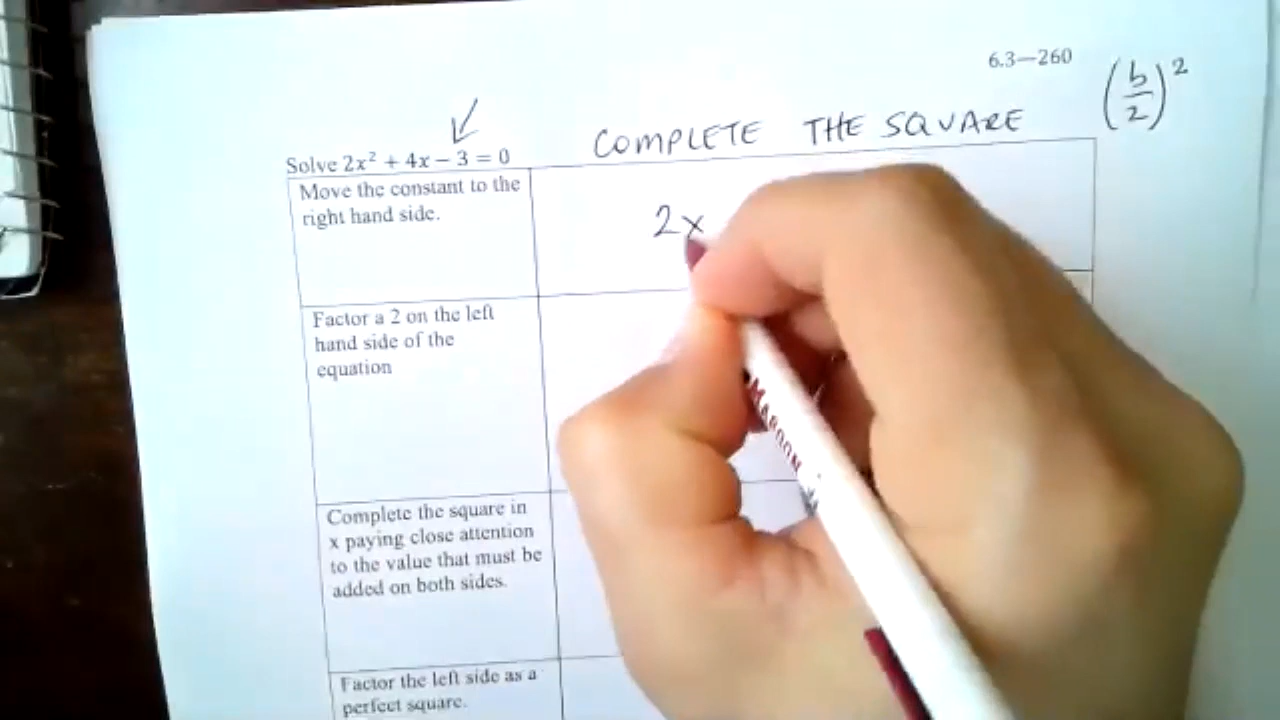 6.3—260
(b/2)²
COMPLETE THE SQUARE
Solve 2x² + 4x − 3 = 0
Move the constant to the
right hand side.
2x
Factor a 2 on the left
hand side of the
equation
MAROON
Complete the square in
x paying close attention
to the value that must be
added on both sides.
Factor the left side as a
perfect square.